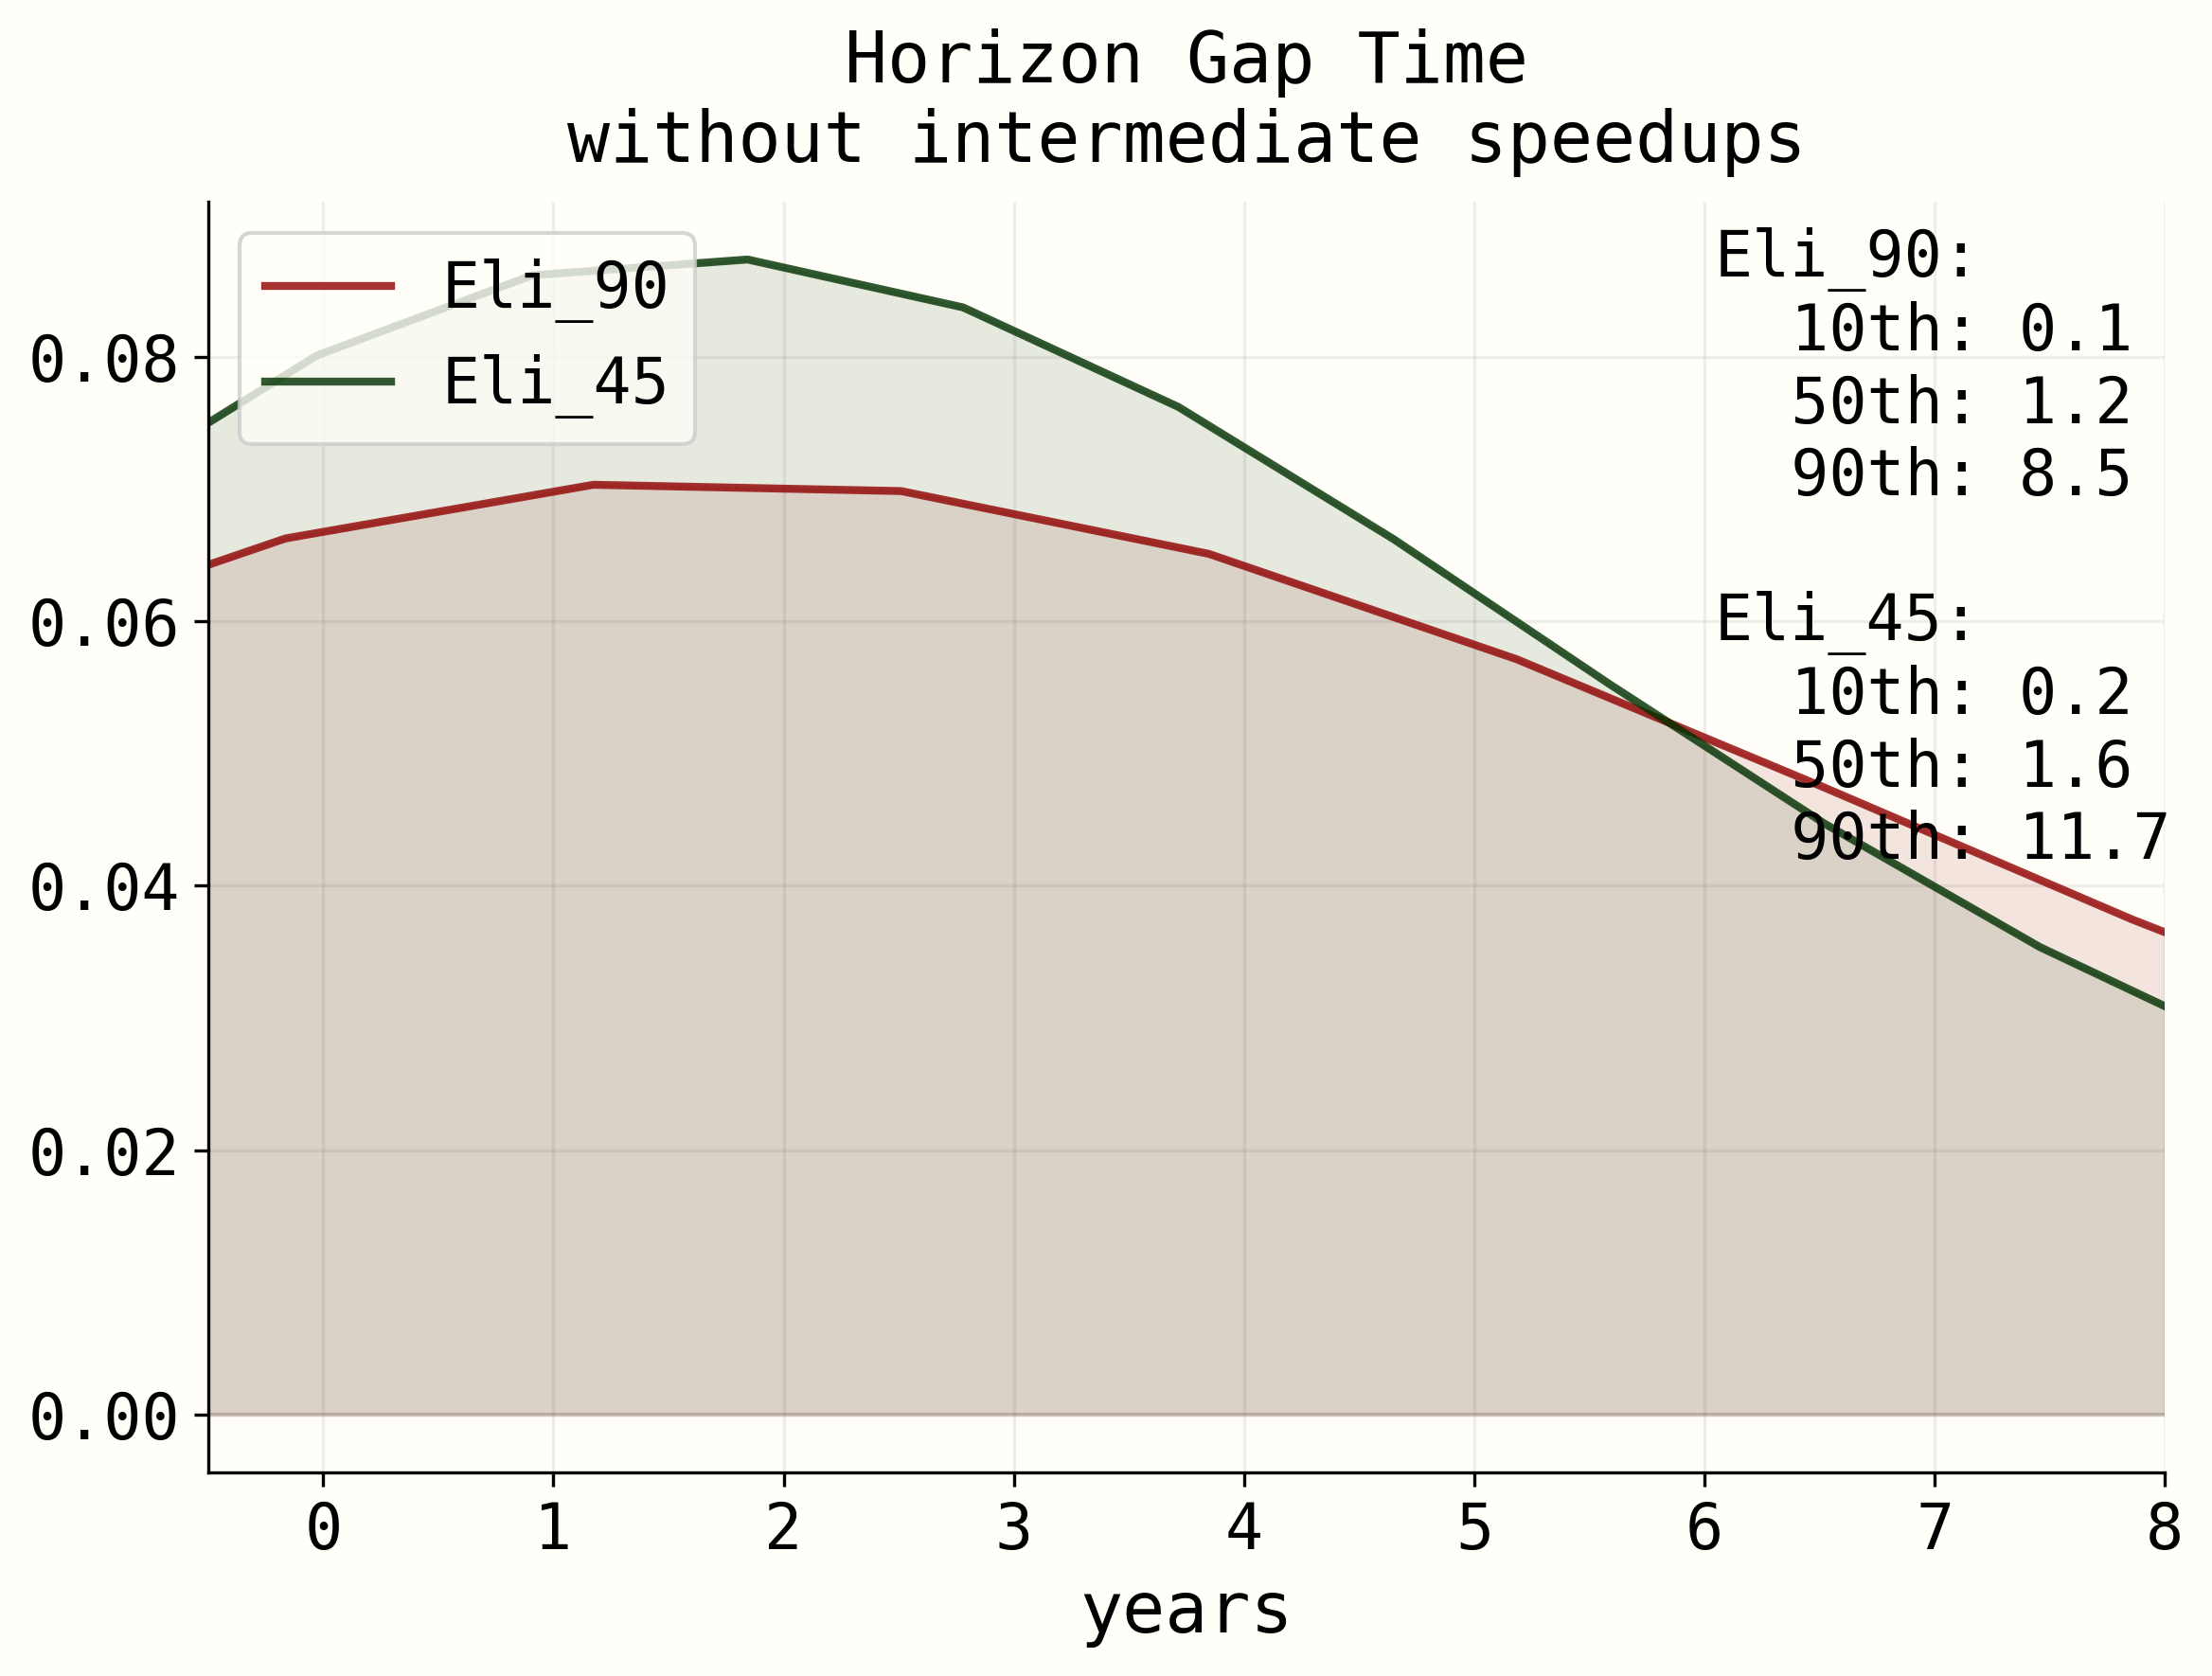 Horizon Gap Time
without intermediate speedups
Eli_90
Eli_45
Eli_90:
10th: 0.1
50th: 1.2
90th: 8.5
Eli_45:
10th: 0.2
50th: 1.6
90th: 11.7
0.08
0.06
0.04
0.02
0.00
0 1 2 3 4 5 6 7 8
years